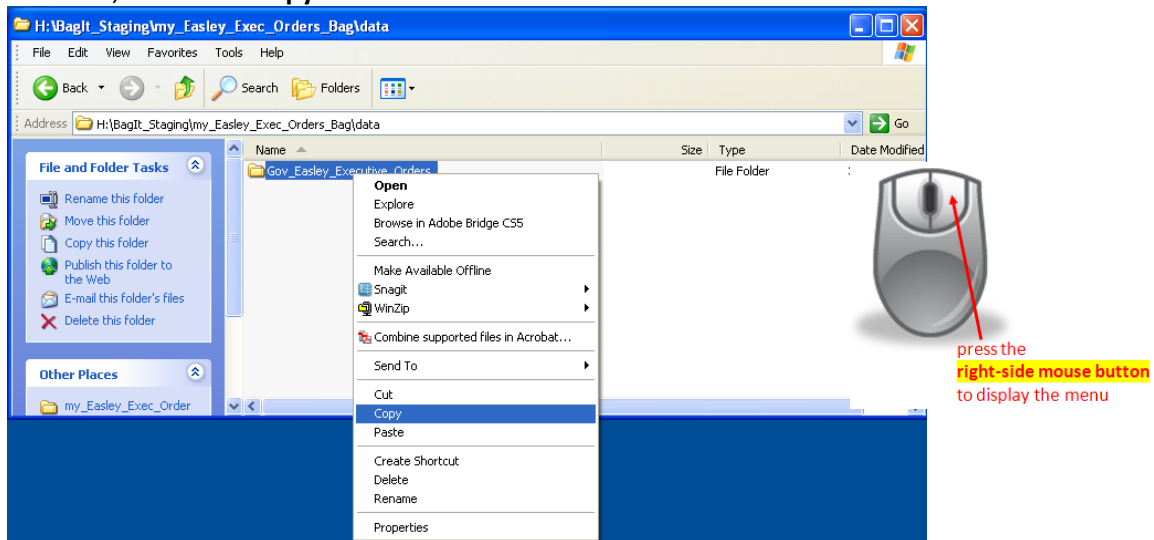 H:\BagIt_Staging\my_Easley_Exec_Orders_Bag\data
File Edit View Favorites Tools Help
Back Search Folders
Address H:\BagIt_Staging\my_Easley_Exec_Orders_Bag\data Go
Name Size Type Date Modified
File and Folder Tasks
Gov_Easley_Executive_Orders File Folder
Rename this folder
Move this folder
Copy this folder
Publish this folder to
the Web
E-mail this folder's files
Delete this folder
Other Places
my_Easley_Exec_Order
Open
Explore
Browse in Adobe Bridge CS5
Search...
Make Available Offline
Snagit
WinZip
Combine supported files in Acrobat...
Send To
Cut
Copy
Paste
Create Shortcut
Delete
Rename
Properties
press the
right-side mouse button
to display the menu